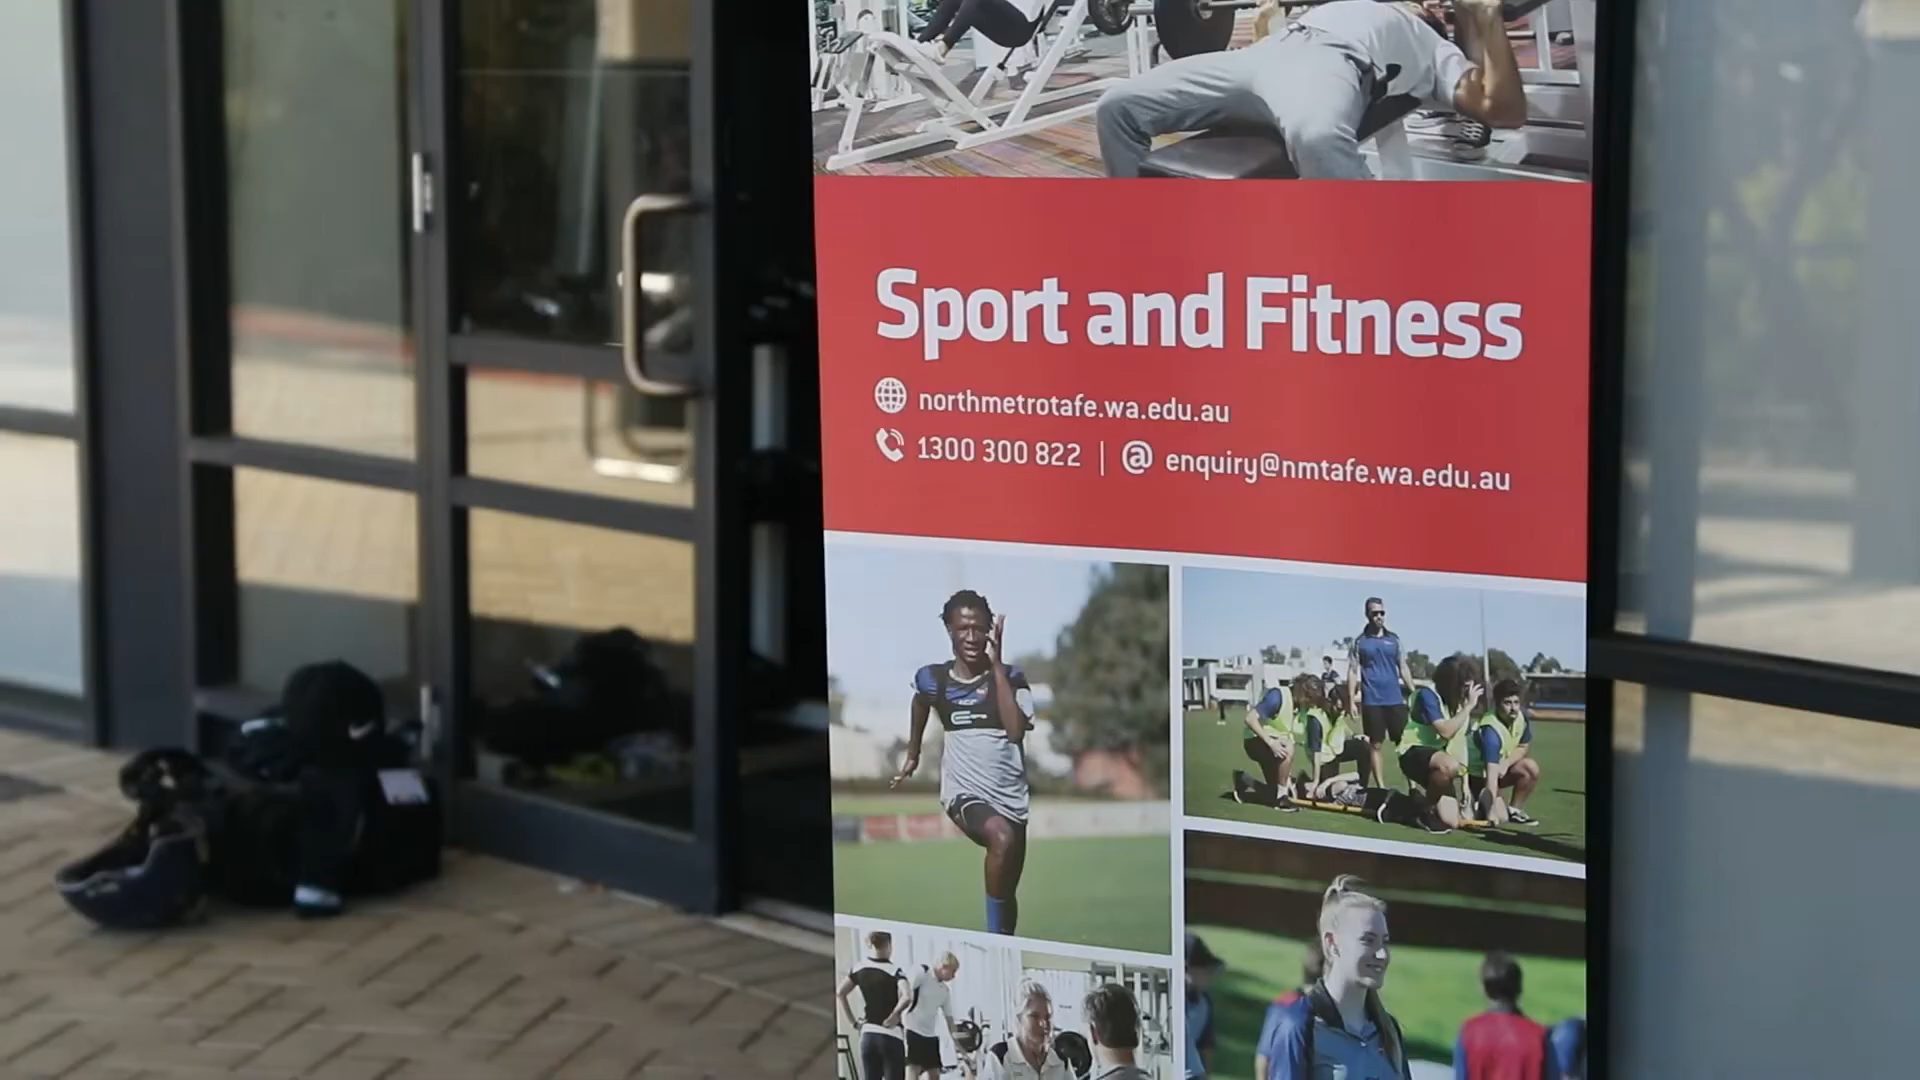 Sport and Fitness
northmetrotafe.wa.edu.au
1300 300 822 | @ enquiry@nmtafe.wa.edu.au